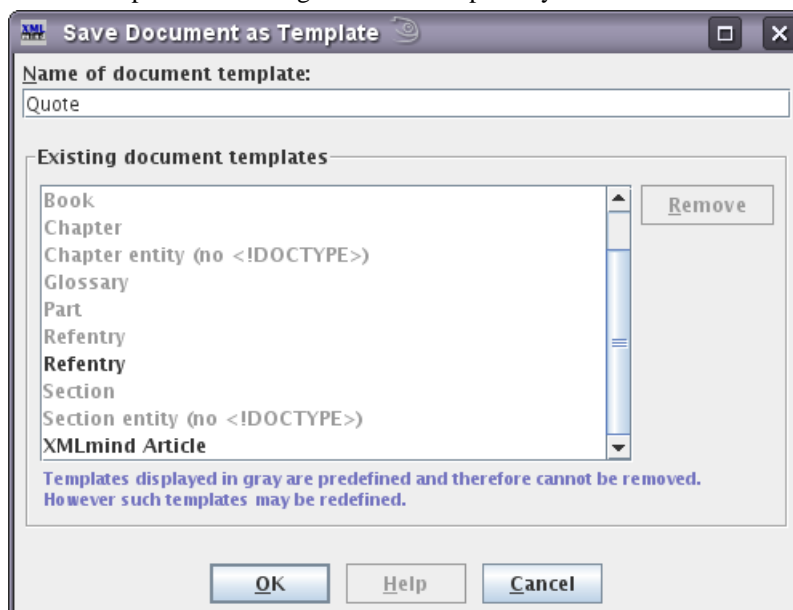 XML mind Save Document as Template
Name of document template:
Quote
Existing document templates
Book
Remove
Chapter
Chapter entity (no <!DOCTYPE>)
Glossary
Part
Refentry
Refentry
Section
Section entity (no <!DOCTYPE>)
XMLmind Article
Templates displayed in gray are predefined and therefore cannot be removed.
However such templates may be redefined.
OK Help Cancel